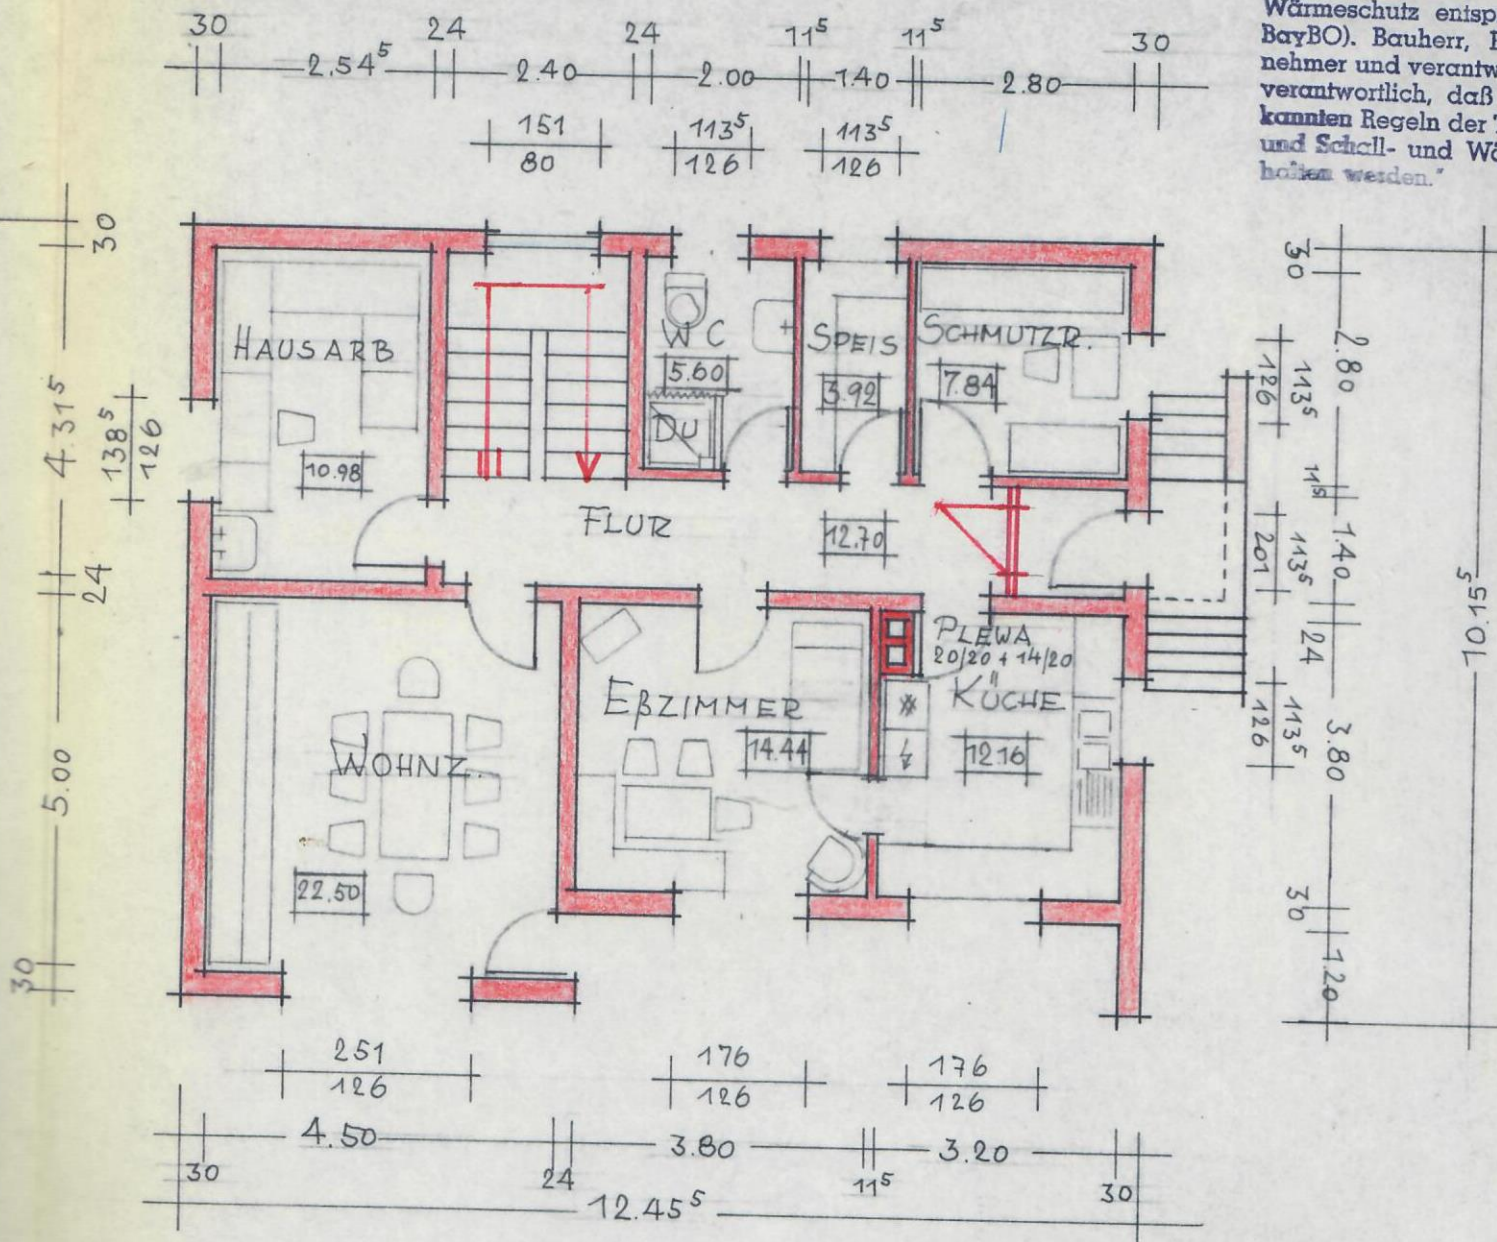 30 24 24 11⁵ 11⁵ 30
2.54⁵ 2.40 2.00 1.40 2.80
151 113⁵ 113⁵
80 126 126
Wärmeschutz entsp
BayBO). Bauherr,
nehmer und verantw
verantwortlich, daß
kannten Regeln der
und Schall- und Wä
halten werden."
30
4.31⁵
138⁵
126
24
5.00
30
HAUSARB
10.98
WC
5.60
DU
SPEIS
3.92
SCHMUTZR.
7.84
FLUR
12.70
PLEWA
20/20 + 14/20
KÜCHE
12.16
EßZIMMER
14.44
WOHNZ.
22.50
30
2.80
113⁵
126
11⁵
1.40
113⁵
201
24
3.80
113⁵
126
30
1.20
10.15⁵
251 176 176
126 126 126
4.50 3.80 3.20
30 24 11⁵ 30
12.45⁵